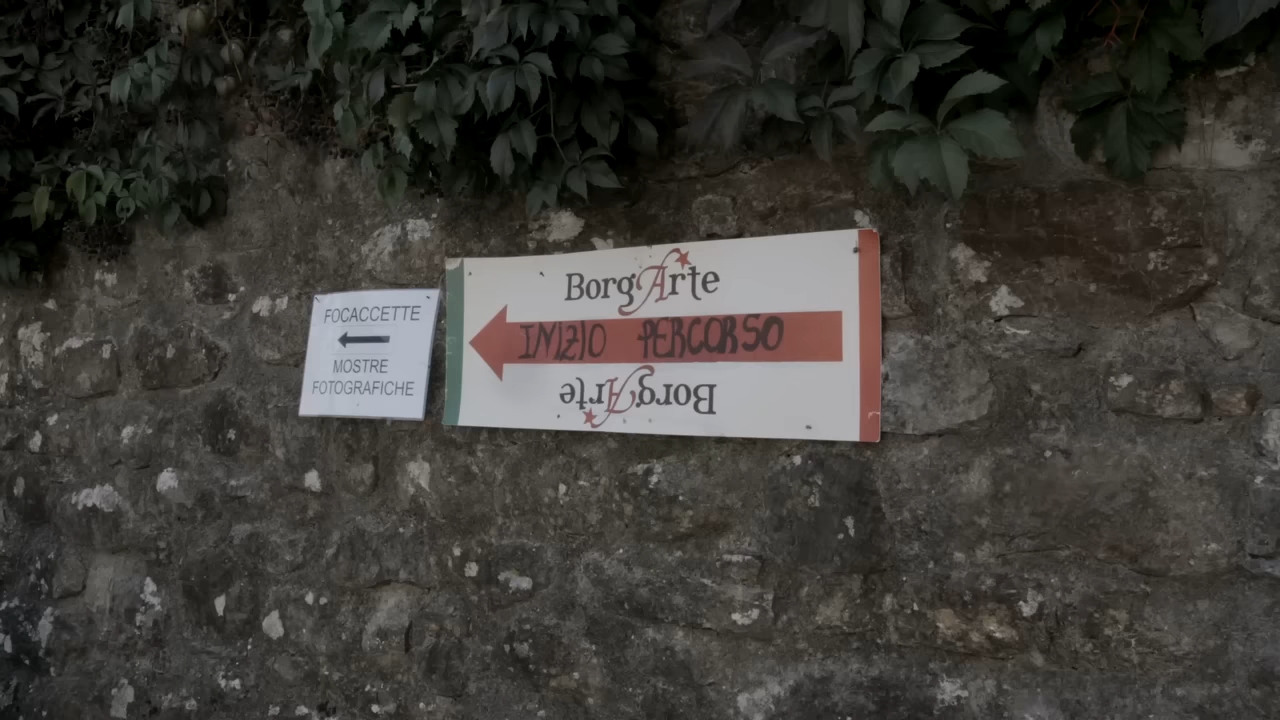 FOCACCETTE
MOSTRE
FOTOGRAFICHE
BorgArte
INIZIO PERCORSO
BorgArte